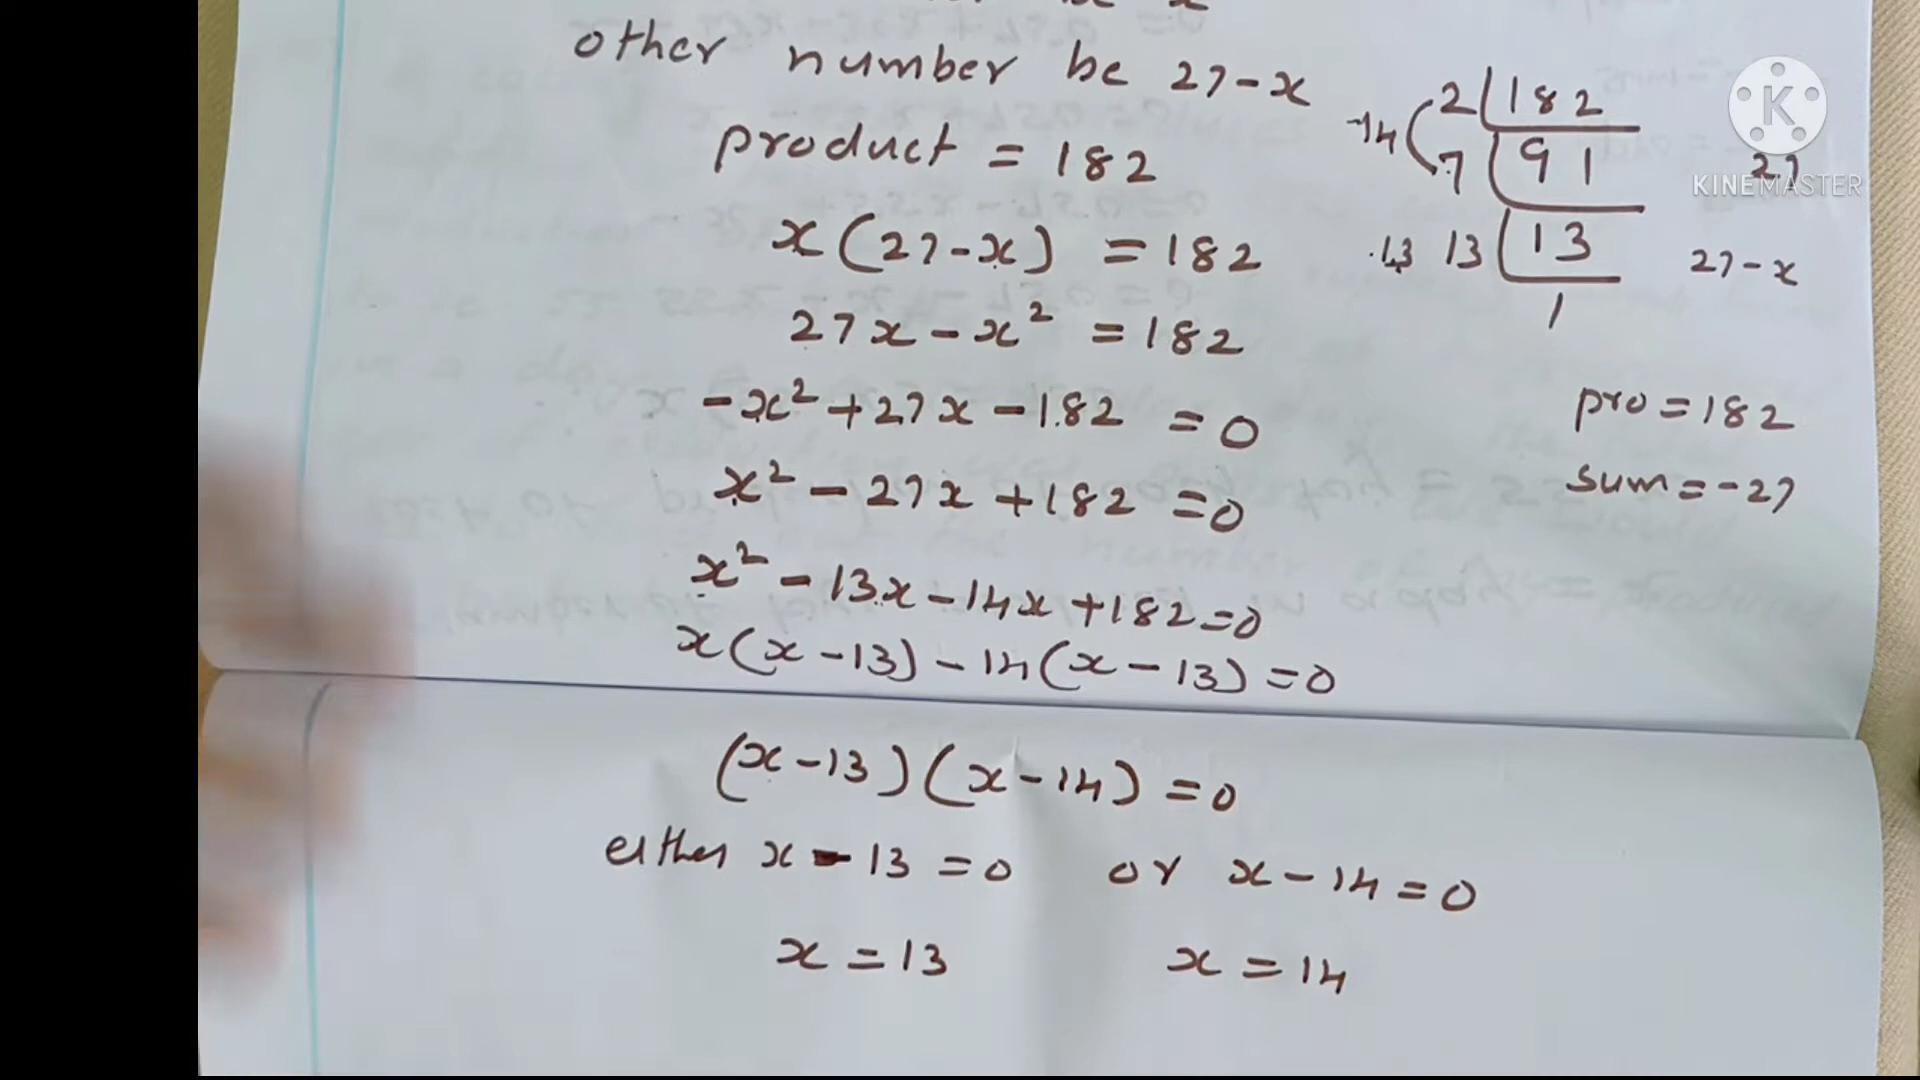 other number be 27-x
product = 182
x(27-x) = 182
27x - x² = 182
-x² + 27x - 182 = 0
x² - 27x + 182 = 0
x² - 13x - 14x + 182 = 0
x(x-13) - 14(x-13) = 0
(x-13)(x-14) = 0
either x - 13 = 0 or x - 14 = 0
x = 13 x = 14
2 182
-14 7 91
13 13
1
27
27-x
pro = 182
sum = -27
K
KINEMASTER